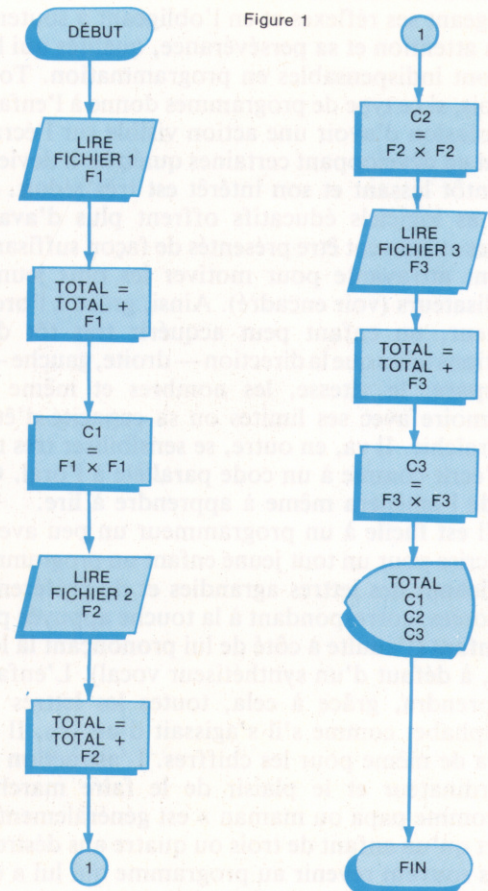 Figure 1
DÉBUT
LIRE
FICHIER 1
F1
TOTAL =
TOTAL +
F1
C1
=
F1 × F1
LIRE
FICHIER 2
F2
TOTAL =
TOTAL +
F2
1
1
C2
=
F2 × F2
LIRE
FICHIER 3
F3
TOTAL =
TOTAL +
F3
C3
=
F3 × F3
TOTAL
C1
C2
C3
FIN